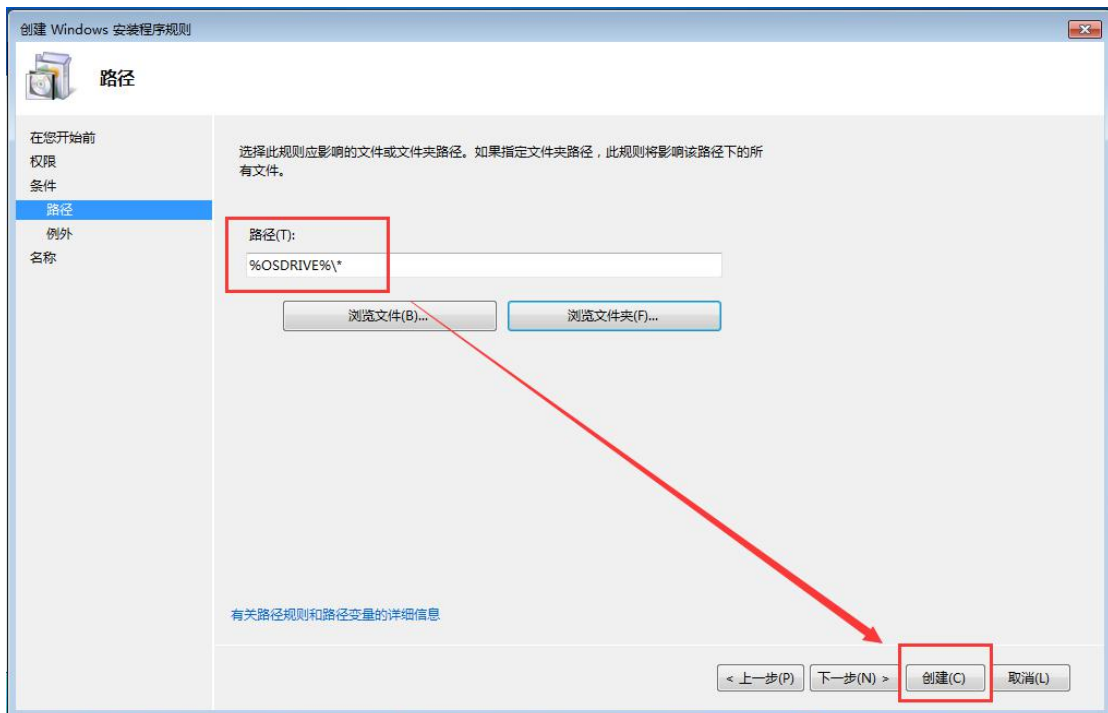 创建 Windows 安装程序规则
路径
在您开始前
权限
条件
路径
例外
名称
选择此规则应影响的文件或文件夹路径。如果指定文件夹路径，此规则将影响该路径下的所
有文件。
路径(T):
%OSDRIVE%\*
浏览文件(B)...
浏览文件夹(F)...
有关路径规则和路径变量的详细信息
< 上一步(P)
下一步(N) >
创建(C)
取消(L)